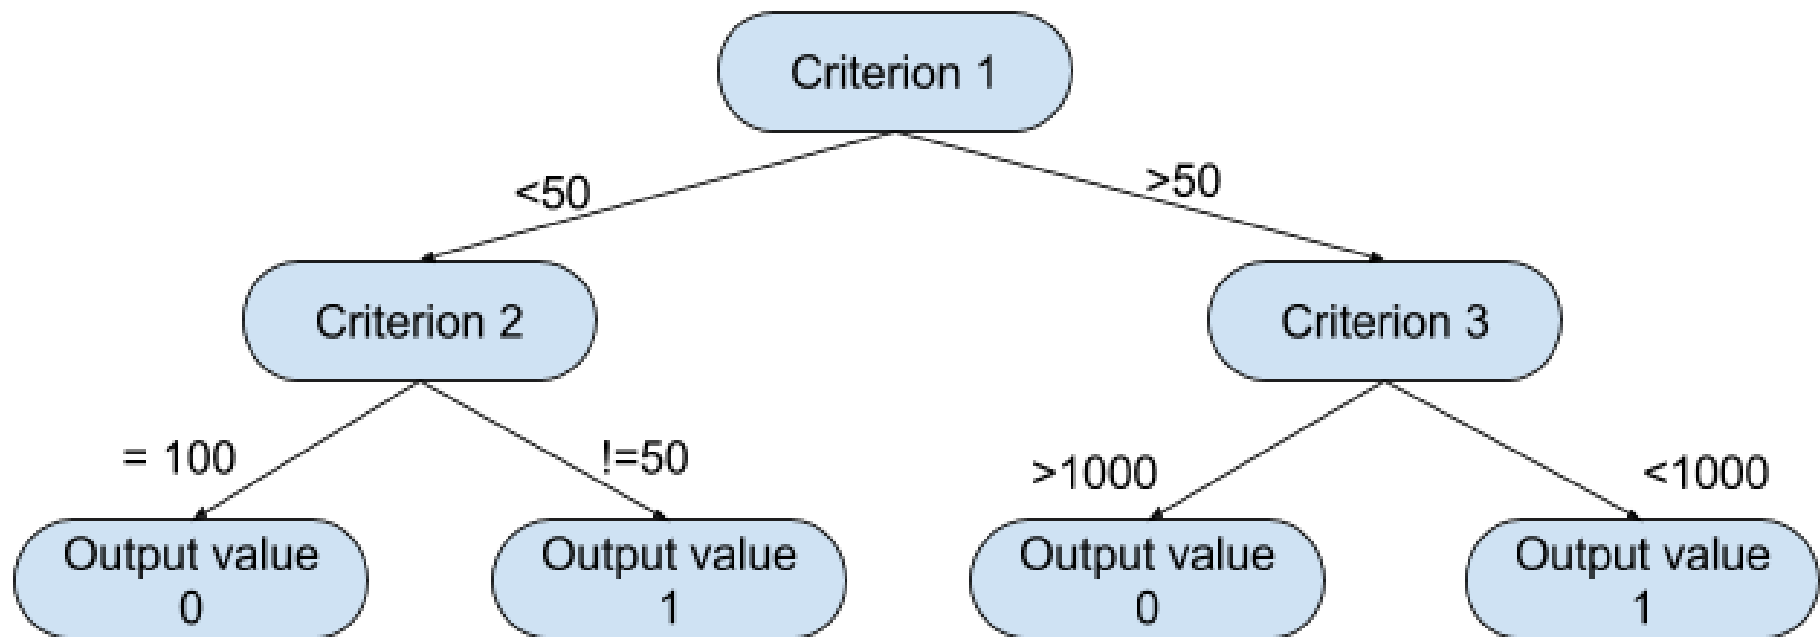 Criterion 1
<50
>50
Criterion 2
Criterion 3
= 100
!=50
>1000
<1000
Output value
0
Output value
1
Output value
0
Output value
1